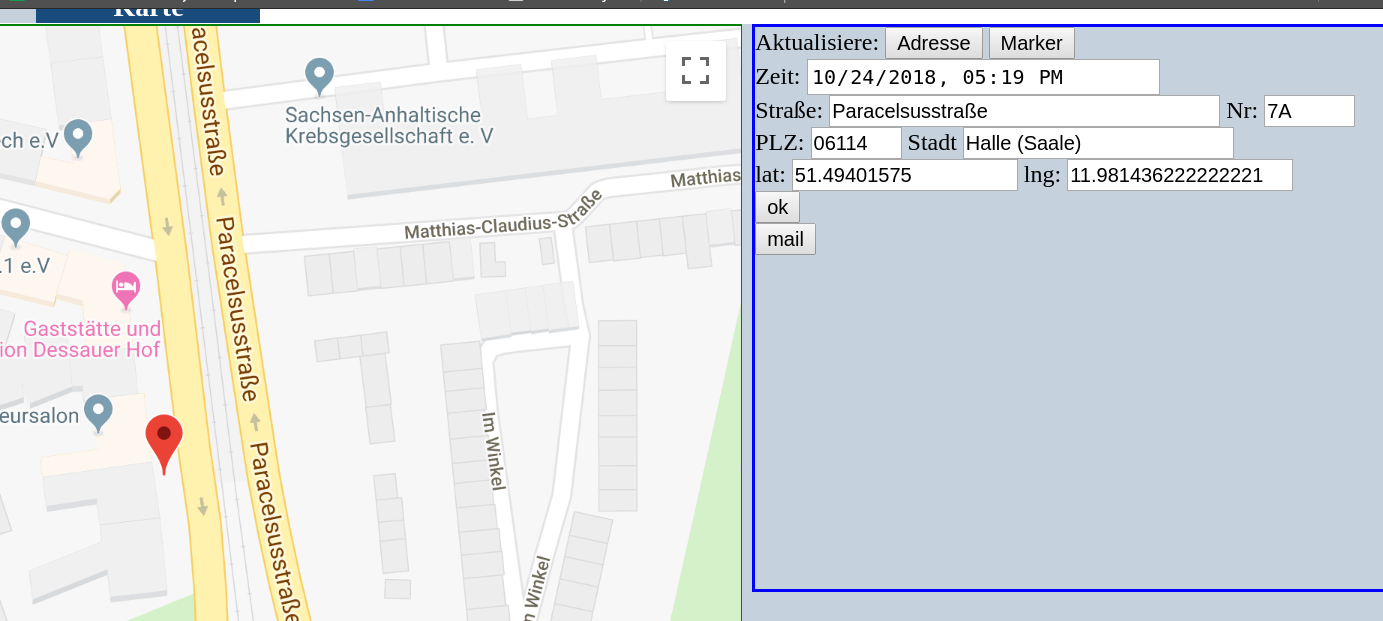 Karte
Paracelsusstraße
Sachsen-Anhaltische
Krebsgesellschaft e. V
ch e.V
Matthias
Matthias-Claudius-Straße
Paracelsusstraße
.1 e.V
Gaststätte und
ion Dessauer Hof
eursalon
Im Winkel
Paracelsusstraße
n Winkel
Aktualisiere: Adresse Marker
Zeit: 10/24/2018, 05:19 PM
Straße: Paracelsusstraße Nr: 7A
PLZ: 06114 Stadt Halle (Saale)
lat: 51.49401575 lng: 11.981436222222221
ok
mail